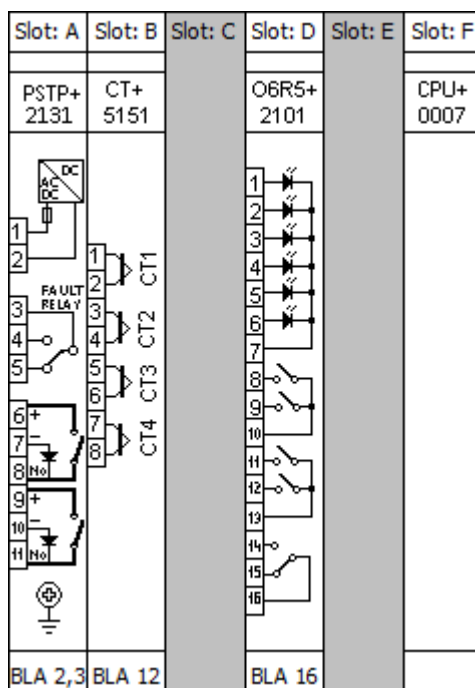 Slot: A
Slot: B
Slot: C
Slot: D
Slot: E
Slot: F
PSTP+
2131
CT+
5151
O6R5+
2101
CPU+
0007
DC
AC
DC
1
2
FAULT
RELAY
3
4
5
6 +
7 −
8 No
9 +
10 −
11 No
1
2
CT1
3
4
CT2
5
6
CT3
7
8
CT4
1
2
3
4
5
6
7
8
9
10
11
12
13
14
15
16
BLA 2,3
BLA 12
BLA 16